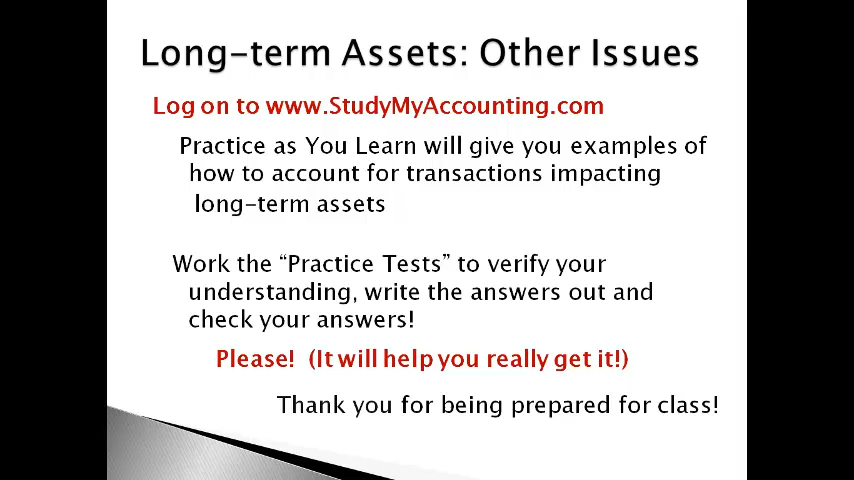 Long-term Assets: Other Issues
Log on to www.StudyMyAccounting.com
Practice as You Learn will give you examples of
how to account for transactions impacting
long-term assets
Work the “Practice Tests” to verify your
understanding, write the answers out and
check your answers!
Please!  (It will help you really get it!)
Thank you for being prepared for class!